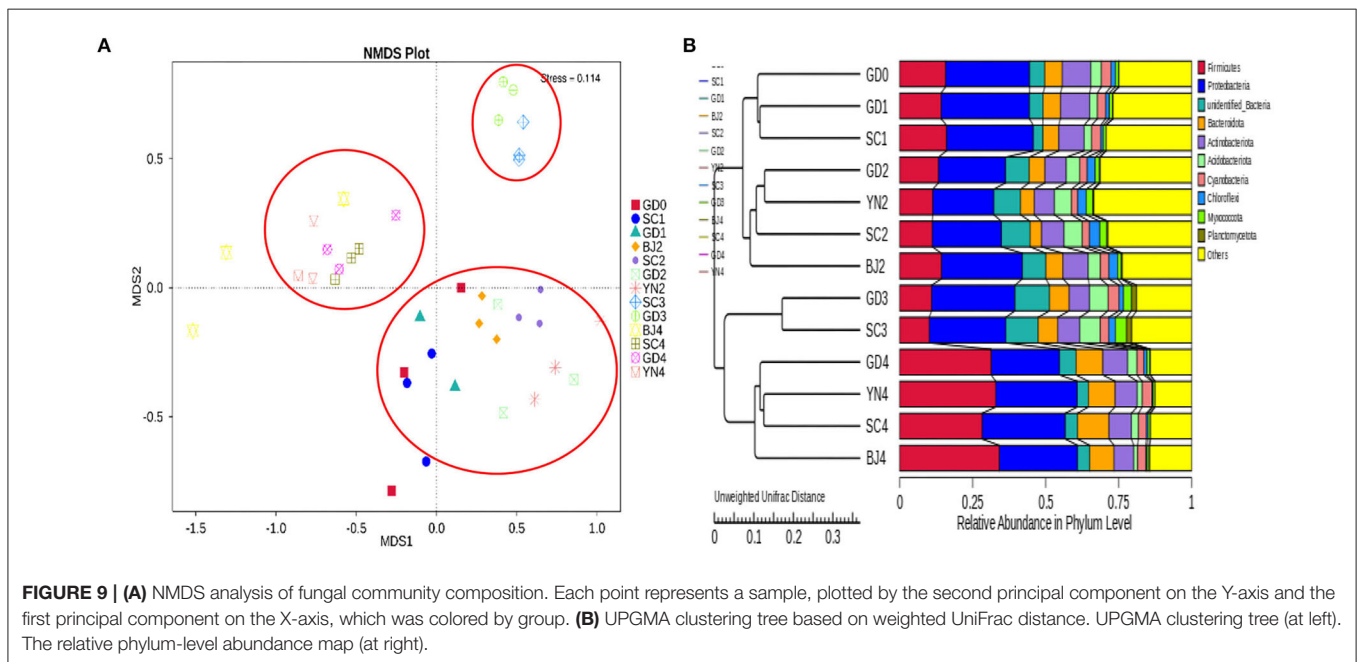 A
NMDS Plot
Stress = 0.114
MDS2
0.5
0.0
-0.5
-1.5
-1.0
-0.5
0.0
0.5
1.0
MDS1
GD0
SC1
GD1
BJ2
SC2
GD2
YN2
SC3
GD3
BJ4
SC4
GD4
YN4
B
SC1
GD1
BJ2
SC2
GD2
YN2
SC3
GD3
BJ4
SC4
GD4
YN4
GD0
GD1
SC1
GD2
YN2
SC2
BJ2
GD3
SC3
GD4
YN4
SC4
BJ4
Unweighted Unifrac Distance
0 0.1 0.2 0.3
0 0.25 0.5 0.75 1
Relative Abundance in Phylum Level
Firmicutes
Proteobacteria
unidentified_Bacteria
Bacteroidota
Actinobacteriota
Acidobacteriota
Cyanobacteria
Chloroflexi
Myxococcota
Planctomycetota
Others
FIGURE 9 | (A) NMDS analysis of fungal community composition. Each point represents a sample, plotted by the second principal component on the Y-axis and the
first principal component on the X-axis, which was colored by group. (B) UPGMA clustering tree based on weighted UniFrac distance. UPGMA clustering tree (at left).
The relative phylum-level abundance map (at right).